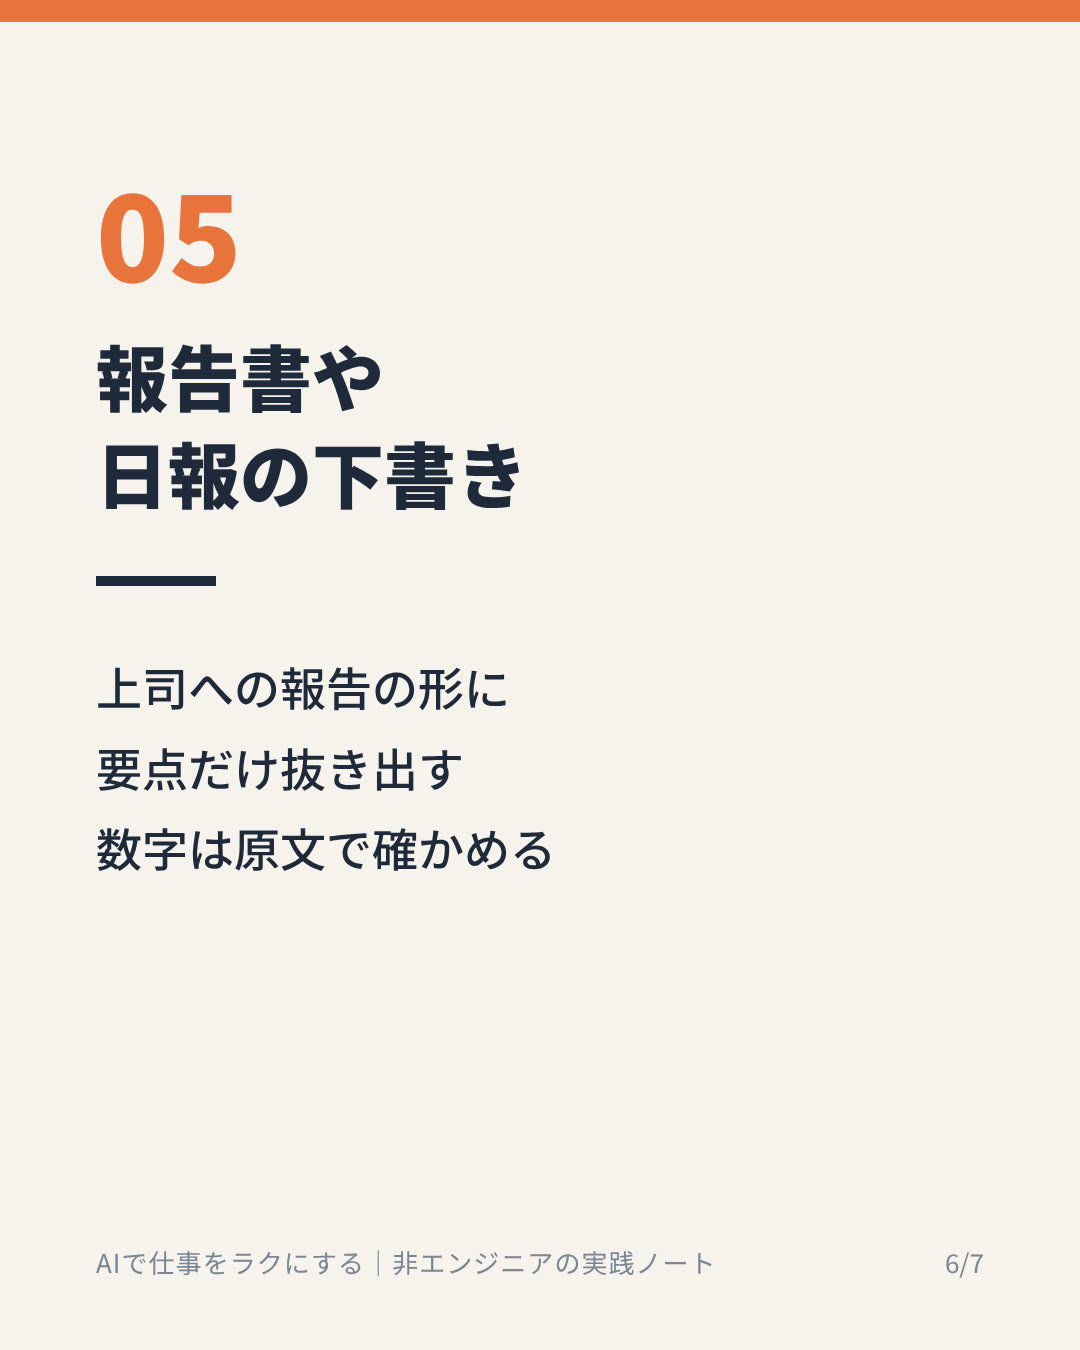 05
報告書や
日報の下書き
上司への報告の形に
要点だけ抜き出す
数字は原文で確かめる
AIで仕事をラクにする｜非エンジニアの実践ノート
6/7